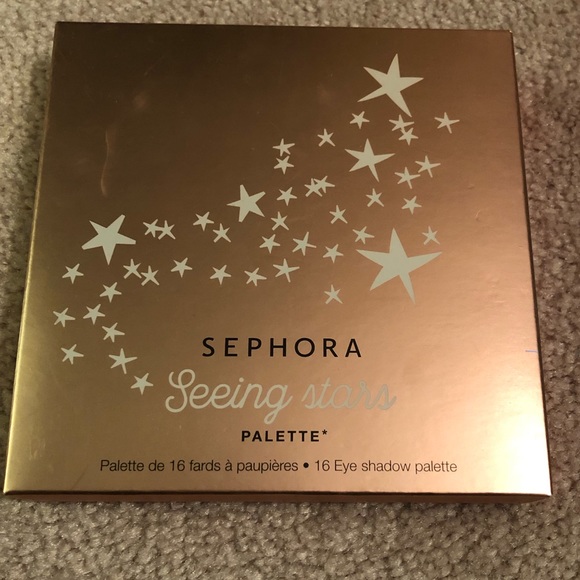 SEPHORA
Seeing stars
PALETTE*
Palette de 16 fards à paupières • 16 Eye shadow palette